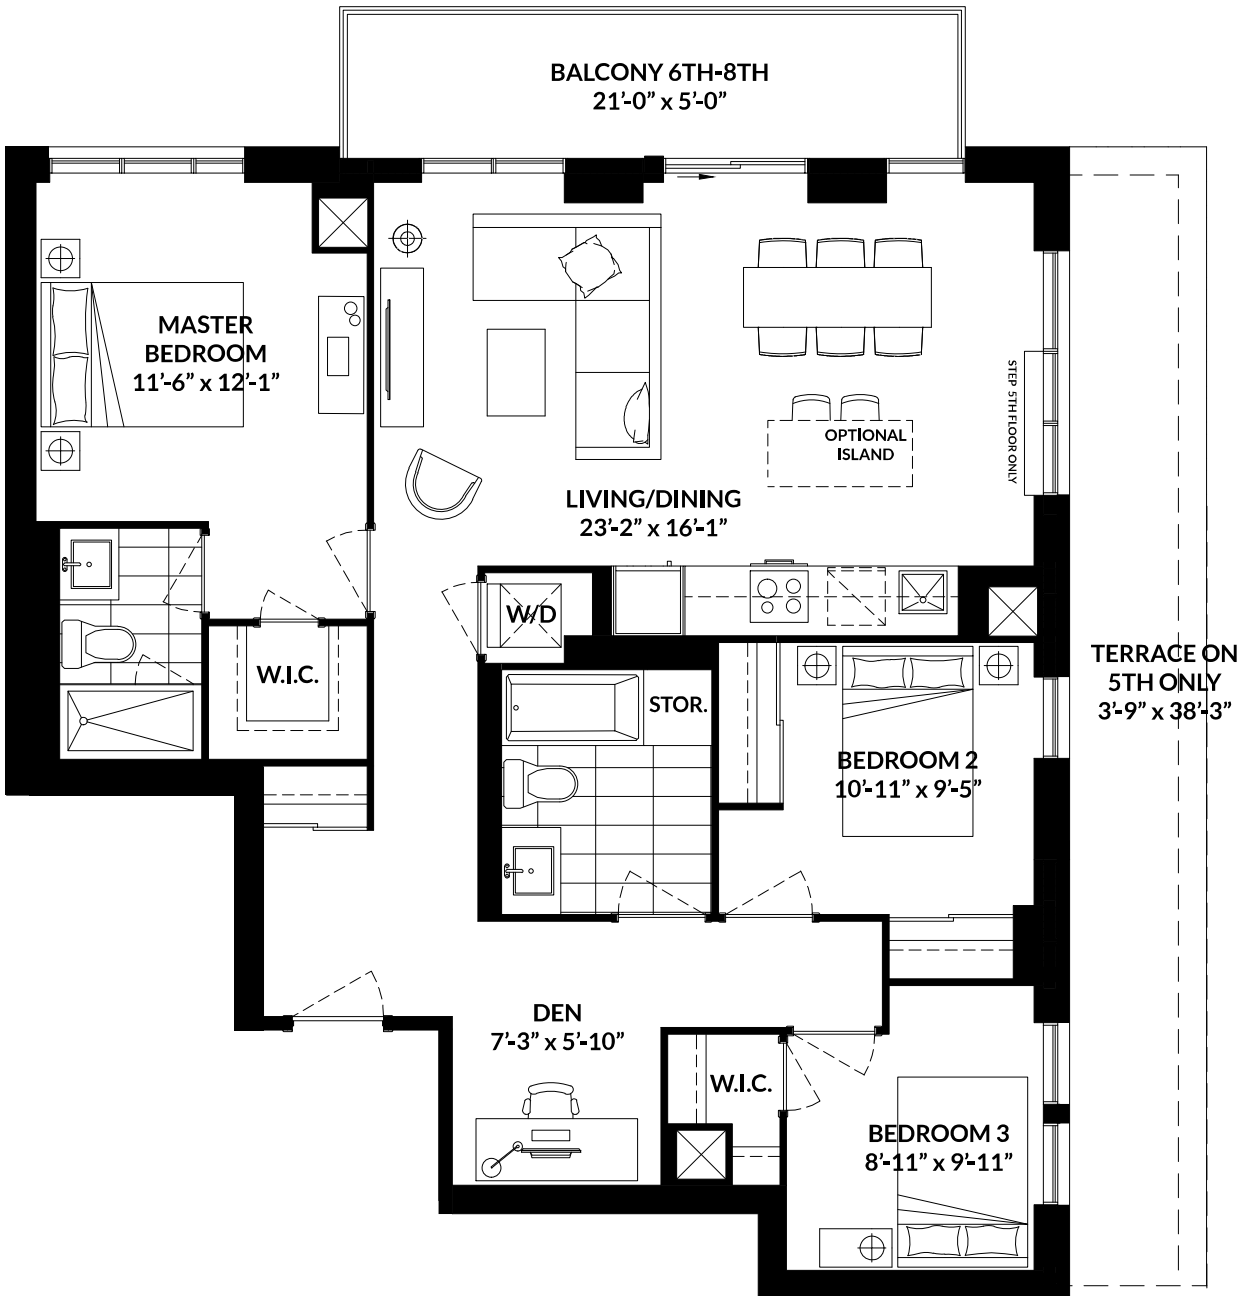 BALCONY 6TH-8TH
21'-0" x 5'-0"
MASTER
BEDROOM
11'-6" x 12'-1"
STEP 5TH FLOOR ONLY
OPTIONAL
ISLAND
LIVING/DINING
23'-2" x 16'-1"
W/D
W.I.C.
STOR.
TERRACE ON
5TH ONLY
3'-9" x 38'-3"
BEDROOM 2
10'-11" x 9'-5"
DEN
7'-3" x 5'-10"
W.I.C.
BEDROOM 3
8'-11" x 9'-11"